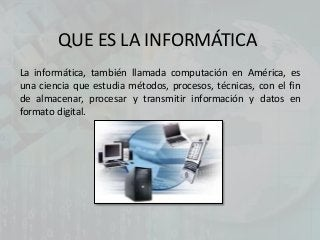 QUE ES LA INFORMÁTICA
La informática, también llamada computación en América, es
una ciencia que estudia métodos, procesos, técnicas, con el fin
de almacenar, procesar y transmitir información y datos en
formato digital.